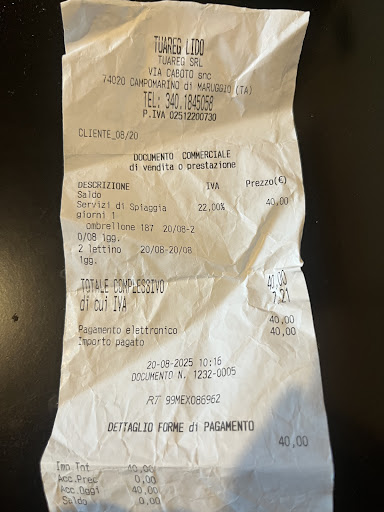 TUAREG LIDO
TUAREG SRL
VIA CABOTO snc
74020 CAMPOMARINO di MARUGGIO (TA)
TEL: 340.1845058
P.IVA 02512200730
CLIENTE_08/20
DOCUMENTO COMMERCIALE
di vendita o prestazione
DESCRIZIONE IVA Prezzo(€)
Saldo
Servizi di Spiaggia 22,00% 40,00
giorni 1
ombrellone 187 20/08-2
0/08 1gg.
2 lettino 20/08-20/08
1gg.
TOTALE COMPLESSIVO 40,00
di cui IVA 7,21
Pagamento elettronico 40,00
Importo pagato 40,00
20-08-2025 10:16
DOCUMENTO N. 1232-0005
RT 99MEX086962
DETTAGLIO FORME di PAGAMENTO
40,00
Imp.Tot 40,00
Acc.Prec 0,00
Acc.Oggi 40,00
Saldo 0,00